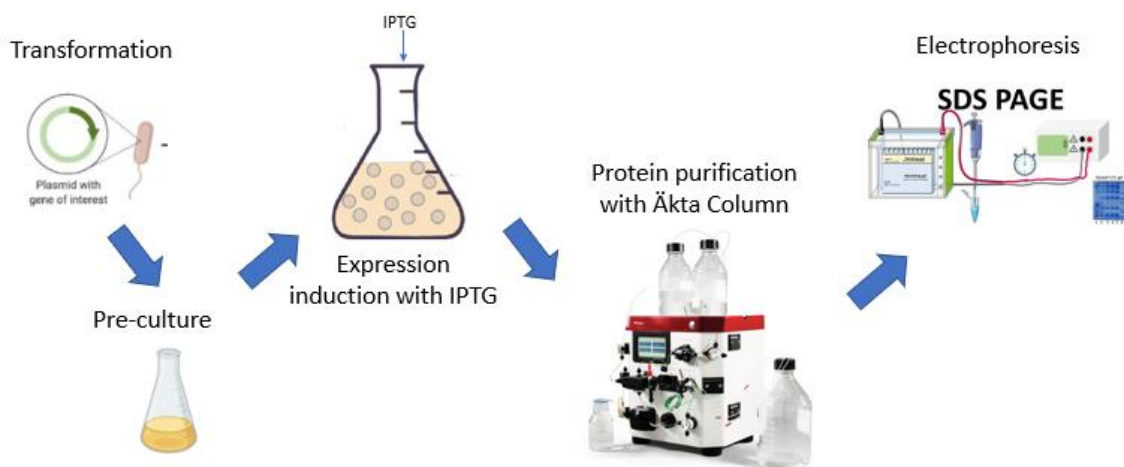 Transformation
Plasmid with
gene of interest
Pre-culture
IPTG
Expression
induction with IPTG
Protein purification
with Äkta Column
Electrophoresis
SDS PAGE